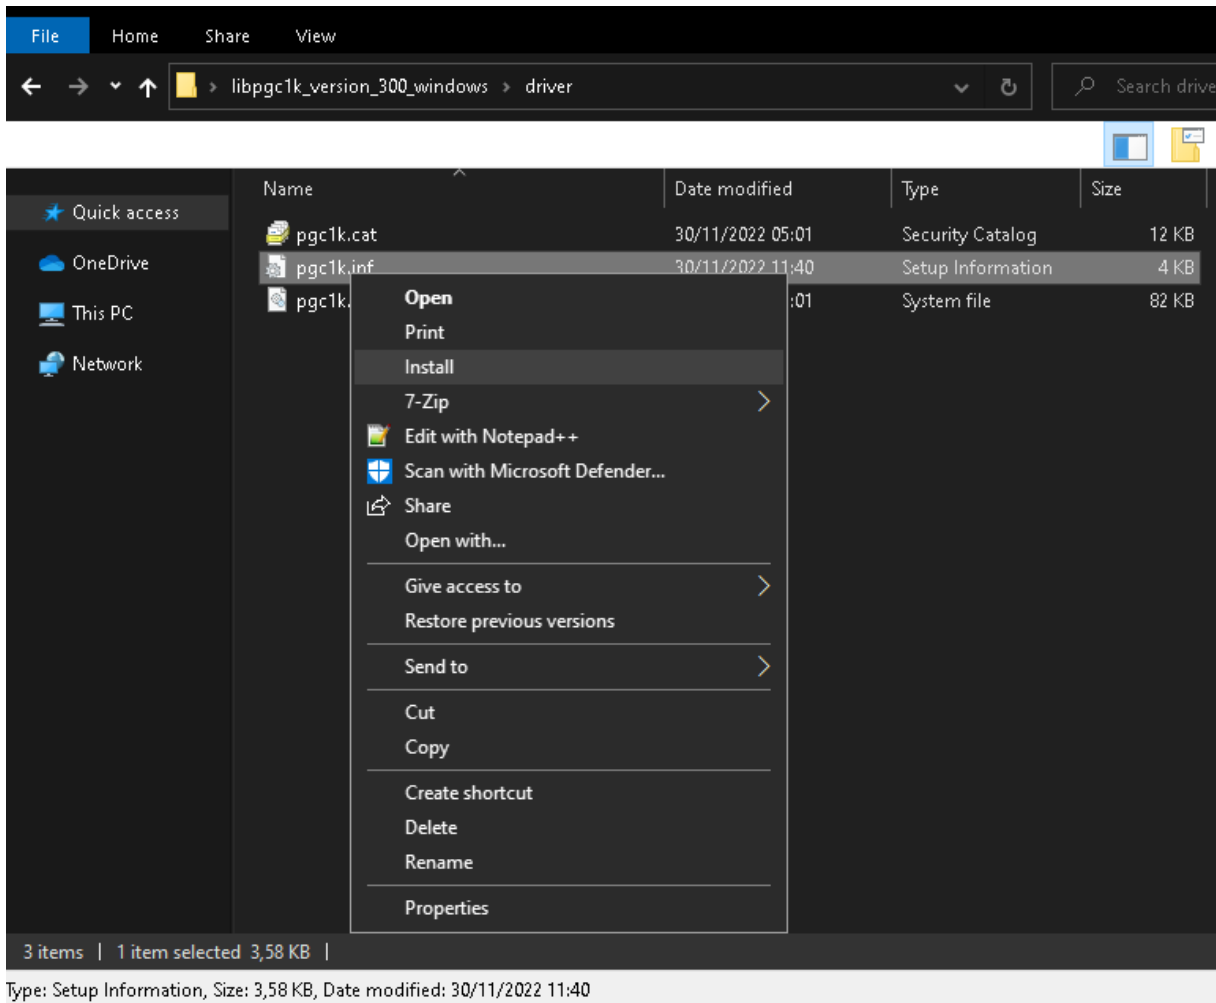 File Home Share View
libpgc1k_version_300_windows > driver Search drive
Name Date modified Type Size
Quick access
pgc1k.cat 30/11/2022 05:01 Security Catalog 12 KB
OneDrive
pgc1k.inf 30/11/2022 11:40 Setup Information 4 KB
pgc1k. :01 System file 82 KB
This PC
Network
Open
Print
Install
7-Zip
Edit with Notepad++
Scan with Microsoft Defender...
Share
Open with...
Give access to
Restore previous versions
Send to
Cut
Copy
Create shortcut
Delete
Rename
Properties
3 items | 1 item selected 3,58 KB |
Type: Setup Information, Size: 3,58 KB, Date modified: 30/11/2022 11:40